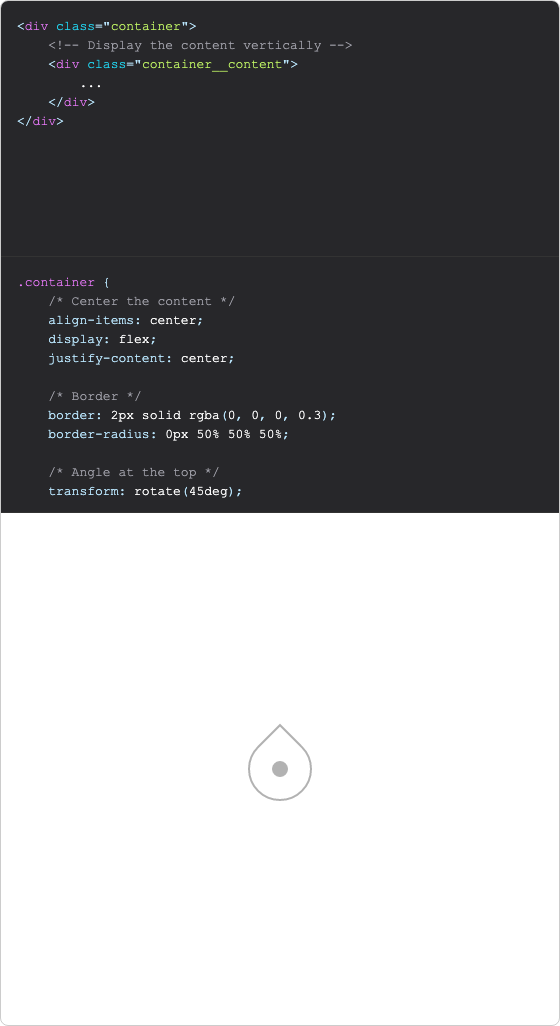 <div class="container">
    <!-- Display the content vertically -->
    <div class="container__content">
        ...
    </div>
</div>
.container {
    /* Center the content */
    align-items: center;
    display: flex;
    justify-content: center;

    /* Border */
    border: 2px solid rgba(0, 0, 0, 0.3);
    border-radius: 0px 50% 50% 50%;

    /* Angle at the top */
    transform: rotate(45deg);